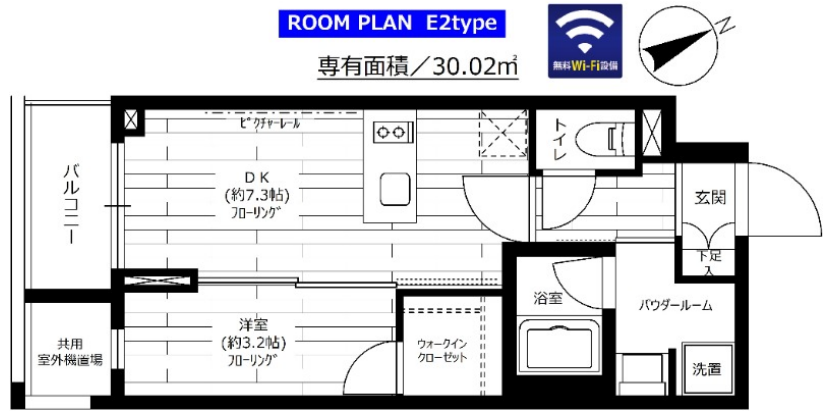 ROOM PLAN E2type
専有面積／30.02㎡
無料Wi-Fi設備
N
ピクチャーレール
トイレ
バルコニー
DK
(約7.3帖)
フローリング
玄関
下足
入
浴室
パウダールーム
洋室
(約3.2帖)
フローリング
ウォークイン
クローゼット
共用
室外機置場
洗置